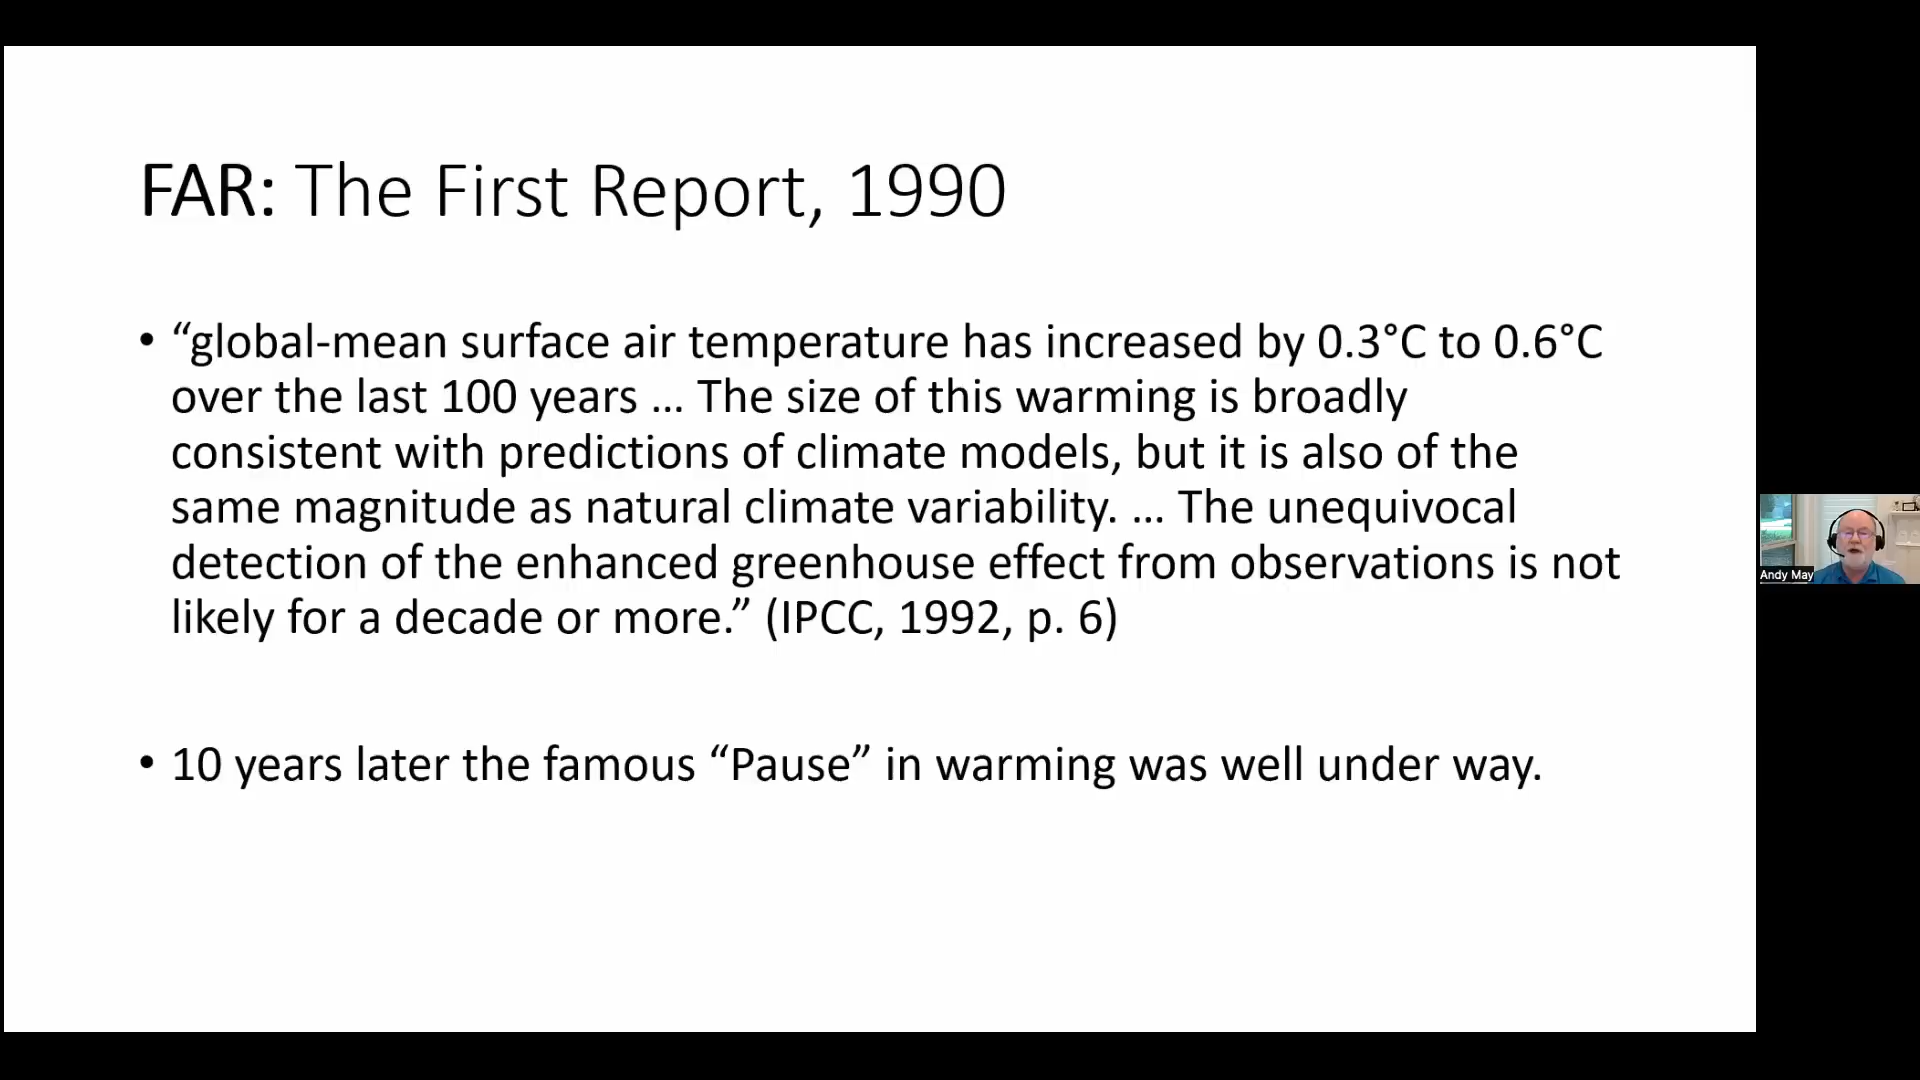 FAR: The First Report, 1990
• “global-mean surface air temperature has increased by 0.3°C to 0.6°C
over the last 100 years … The size of this warming is broadly
consistent with predictions of climate models, but it is also of the
same magnitude as natural climate variability. … The unequivocal
detection of the enhanced greenhouse effect from observations is not
likely for a decade or more.” (IPCC, 1992, p. 6)
• 10 years later the famous “Pause” in warming was well under way.
Andy May